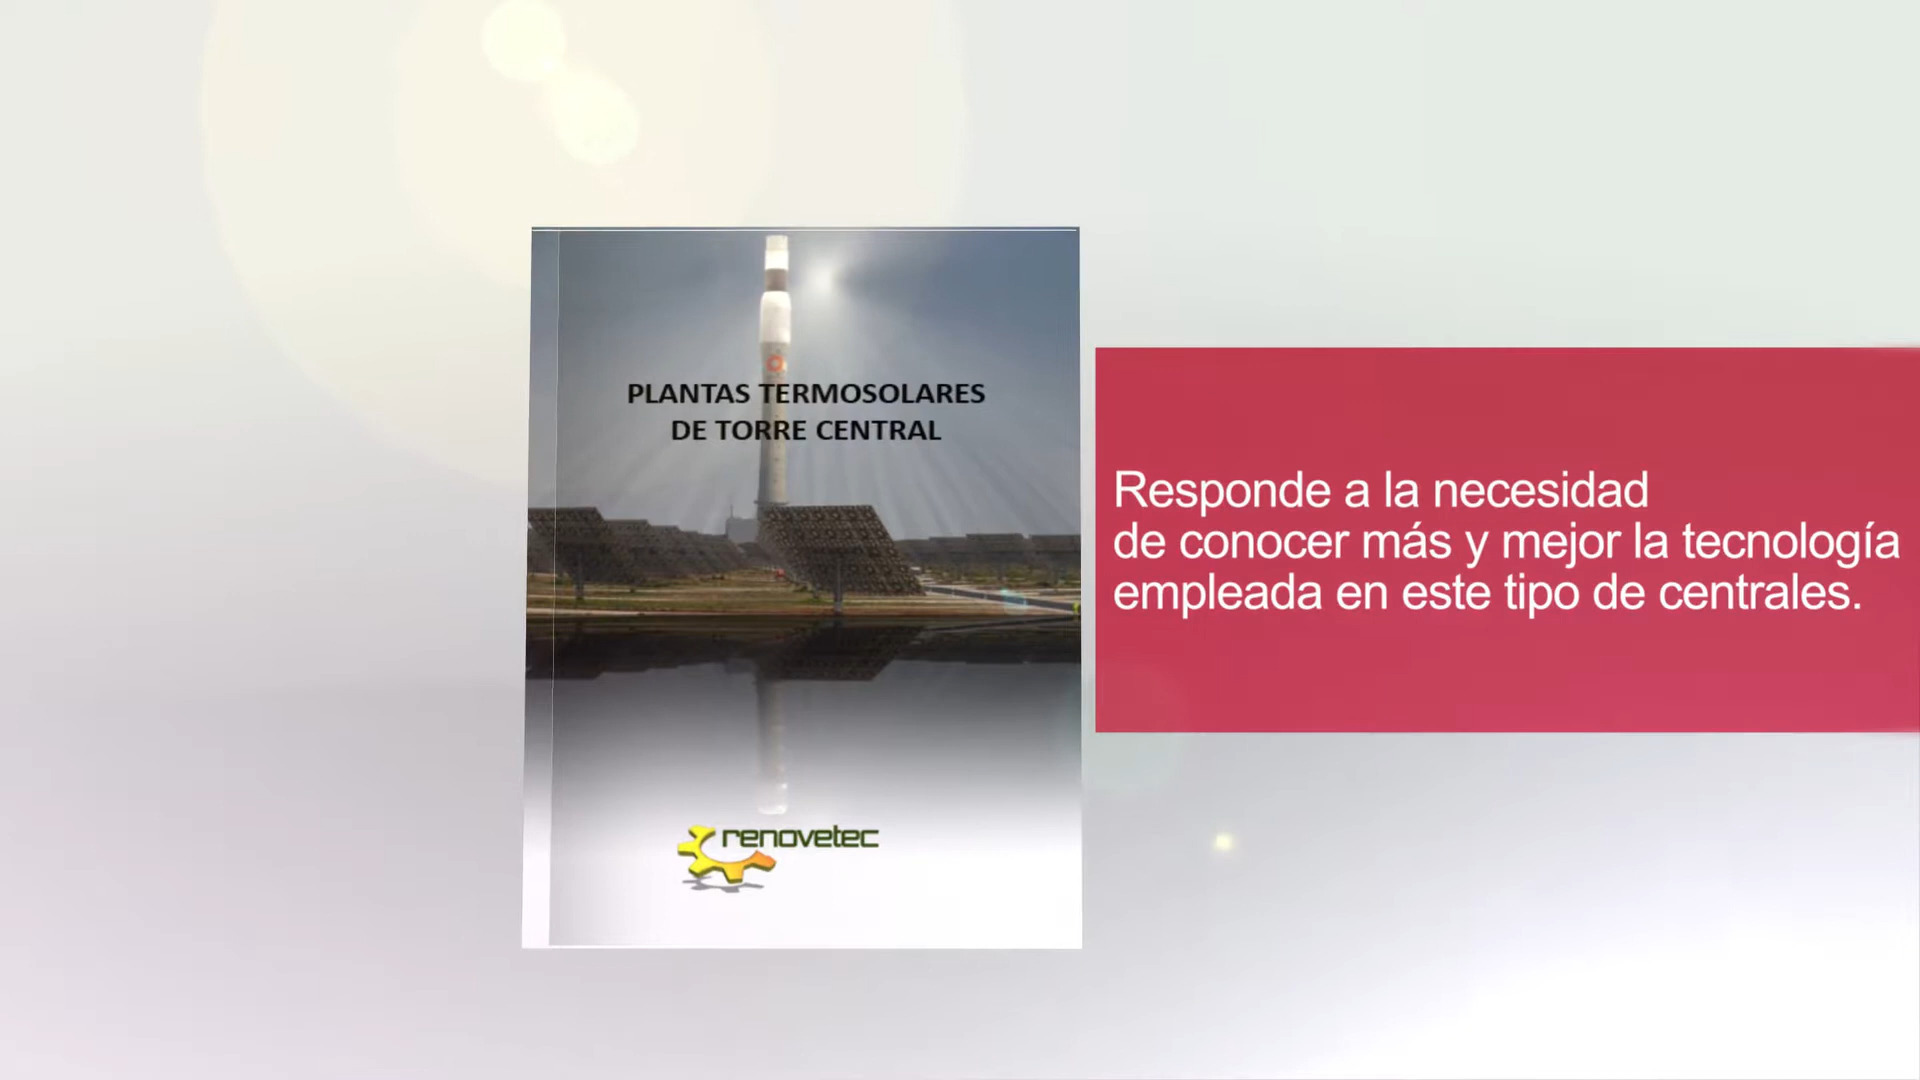 PLANTAS TERMOSOLARES
DE TORRE CENTRAL
renovetec
Responde a la necesidad
de conocer más y mejor la tecnología
empleada en este tipo de centrales.